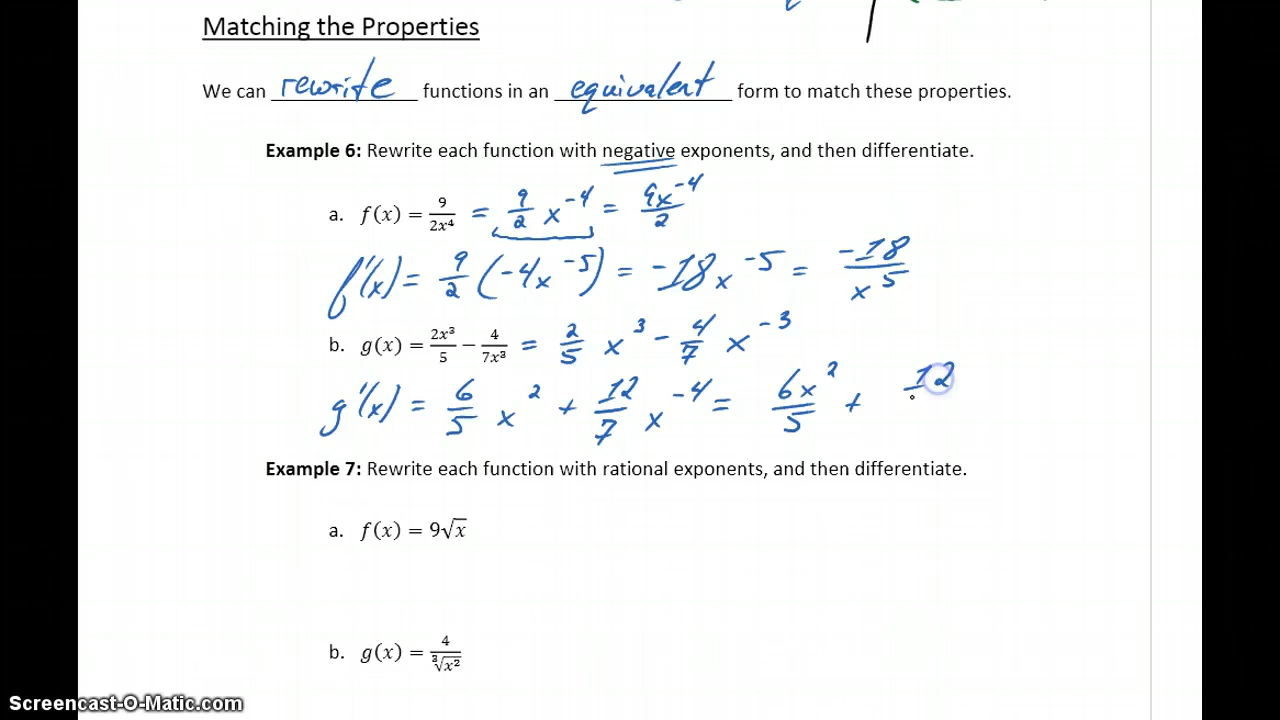 Matching the Properties
We can rewrite functions in an equivalent form to match these properties.
Example 6: Rewrite each function with negative exponents, and then differentiate.
a. f(x) = 9/(2x⁴) = 9/2 x⁻⁴ = 9x⁻⁴/2
f'(x) = 9/2 (-4x⁻⁵) = -18x⁻⁵ = -18/x⁵
b. g(x) = 2x³/5 − 4/(7x³) = 2/5 x³ − 4/7 x⁻³
g'(x) = 6/5 x² + 12/7 x⁻⁴ = 6x²/5 + 12
Example 7: Rewrite each function with rational exponents, and then differentiate.
a. f(x) = 9√x
b. g(x) = 4/∛x²
Screencast-O-Matic.com